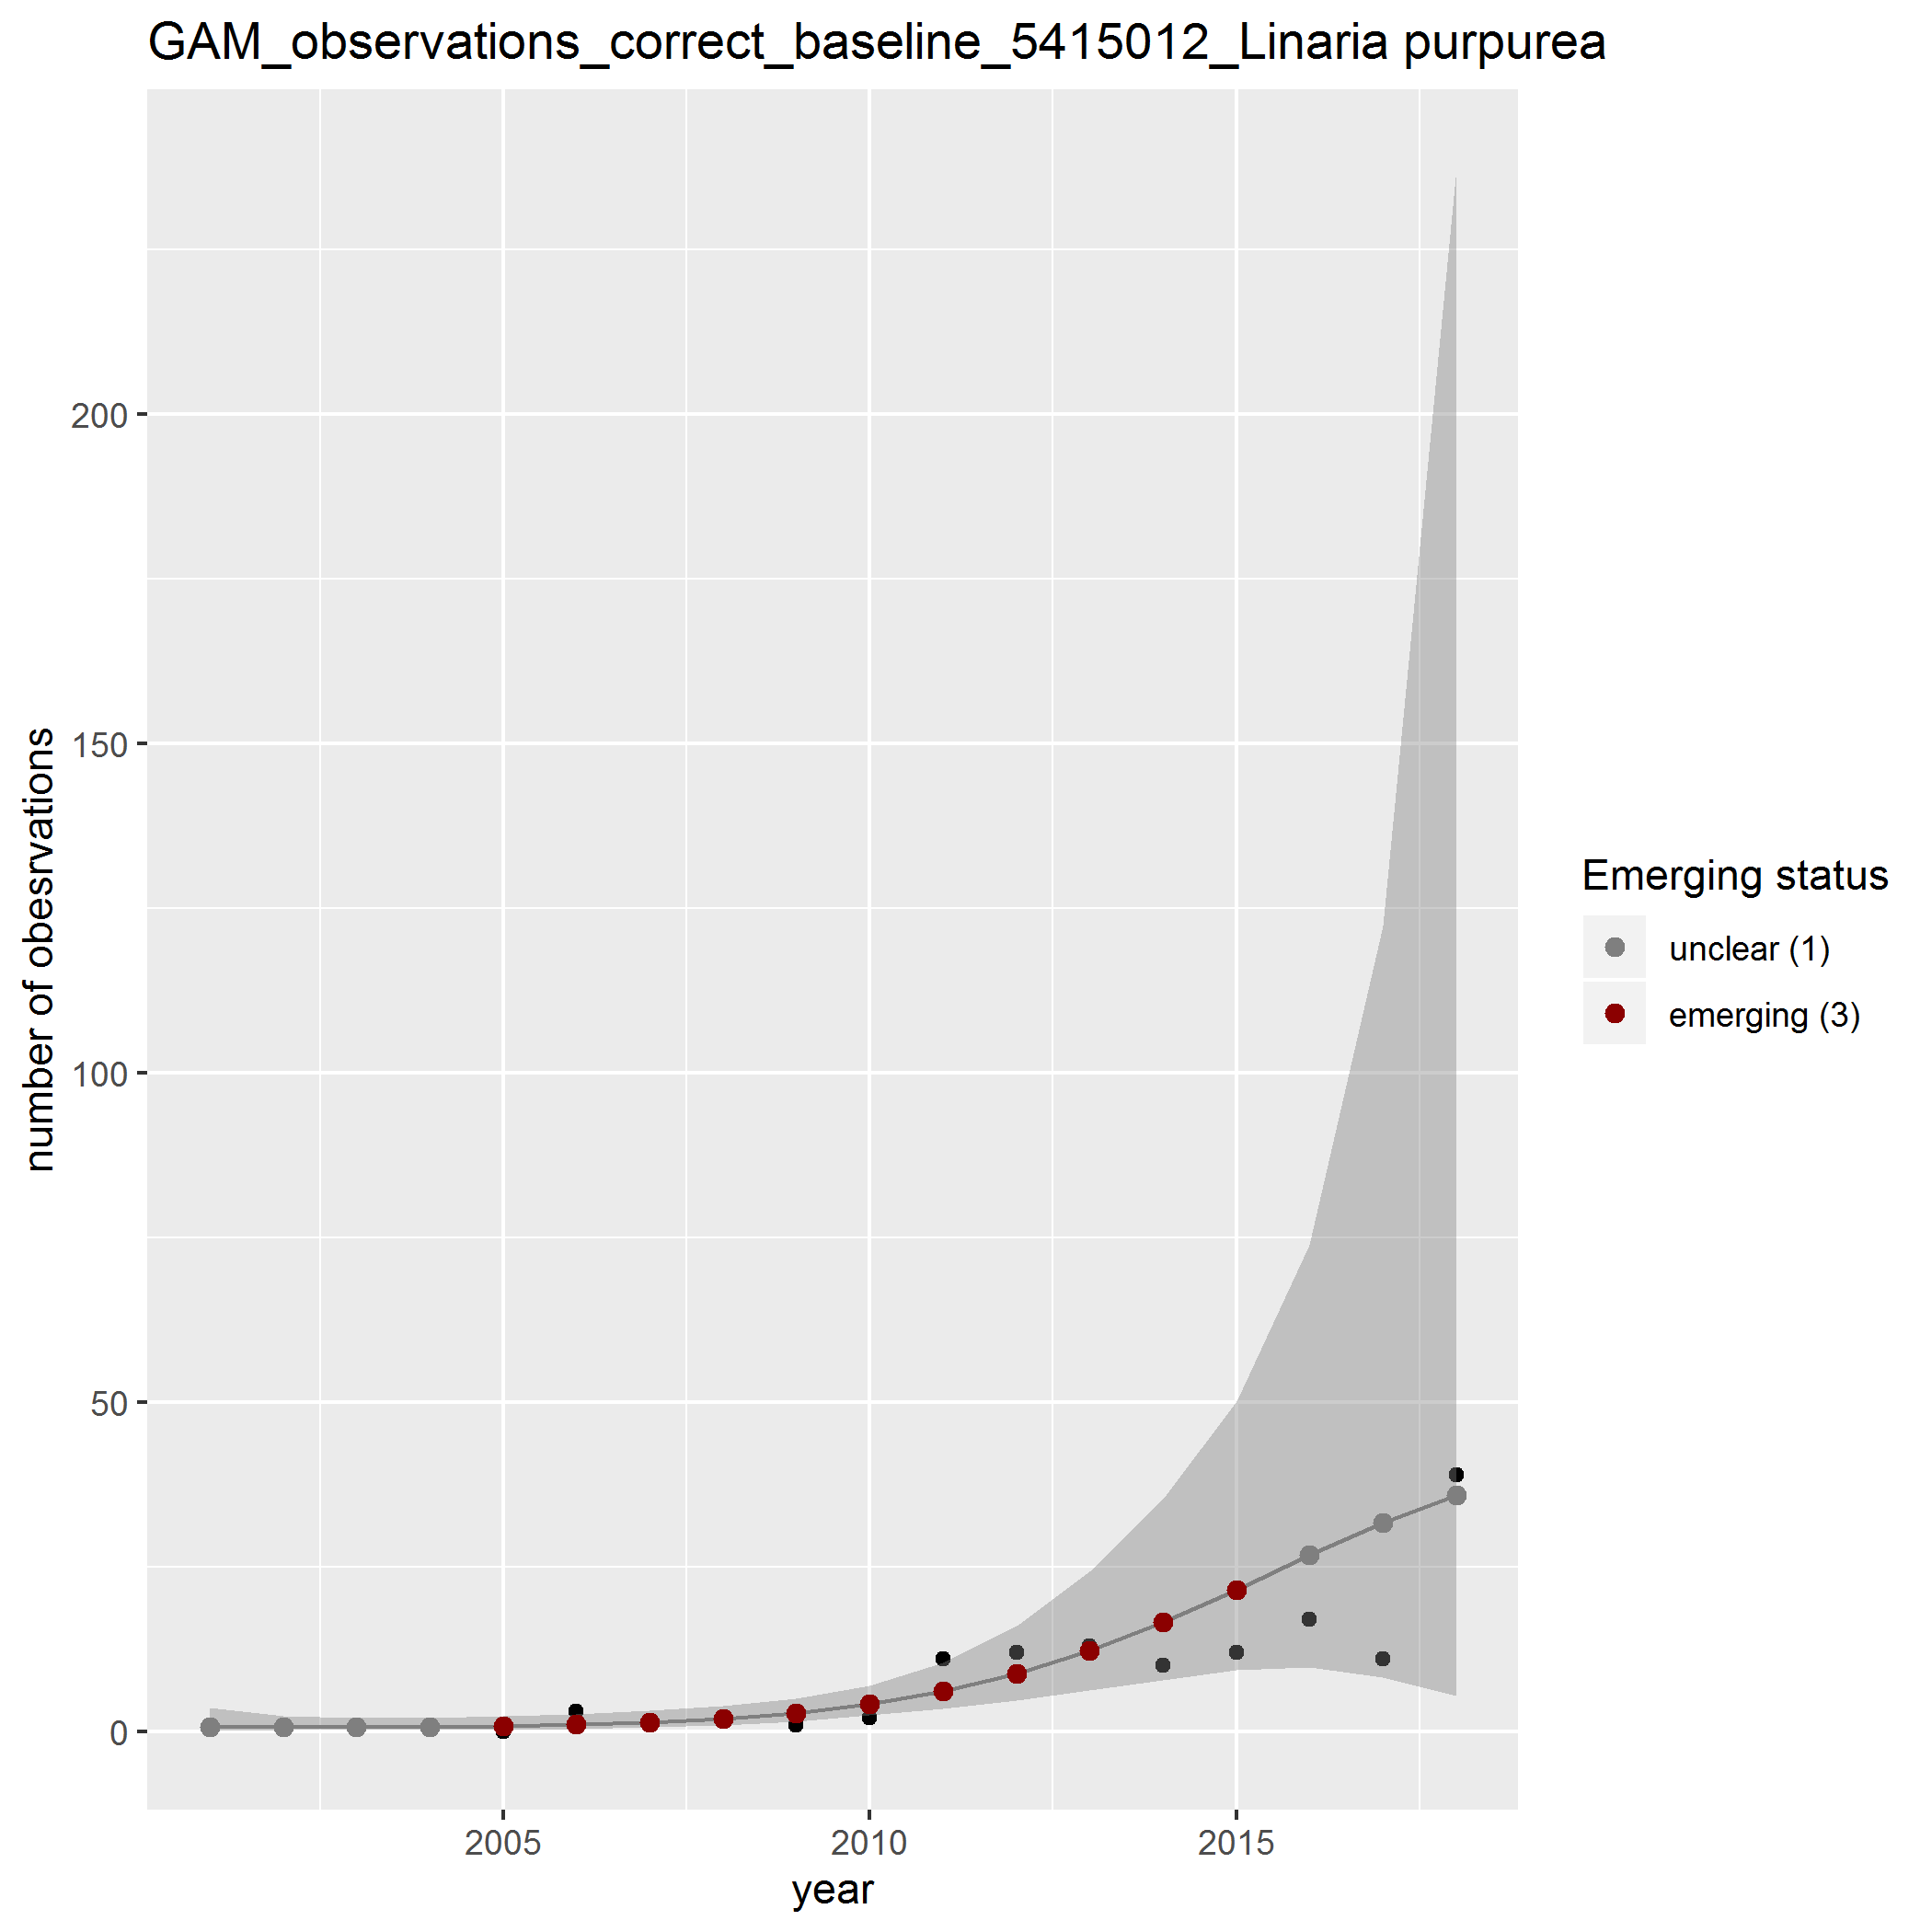 GAM_observations_correct_baseline_5415012_Linaria purpurea
number of obesrvations
200
150
100
50
0
2005
2010
2015
year
Emerging status
unclear (1)
emerging (3)